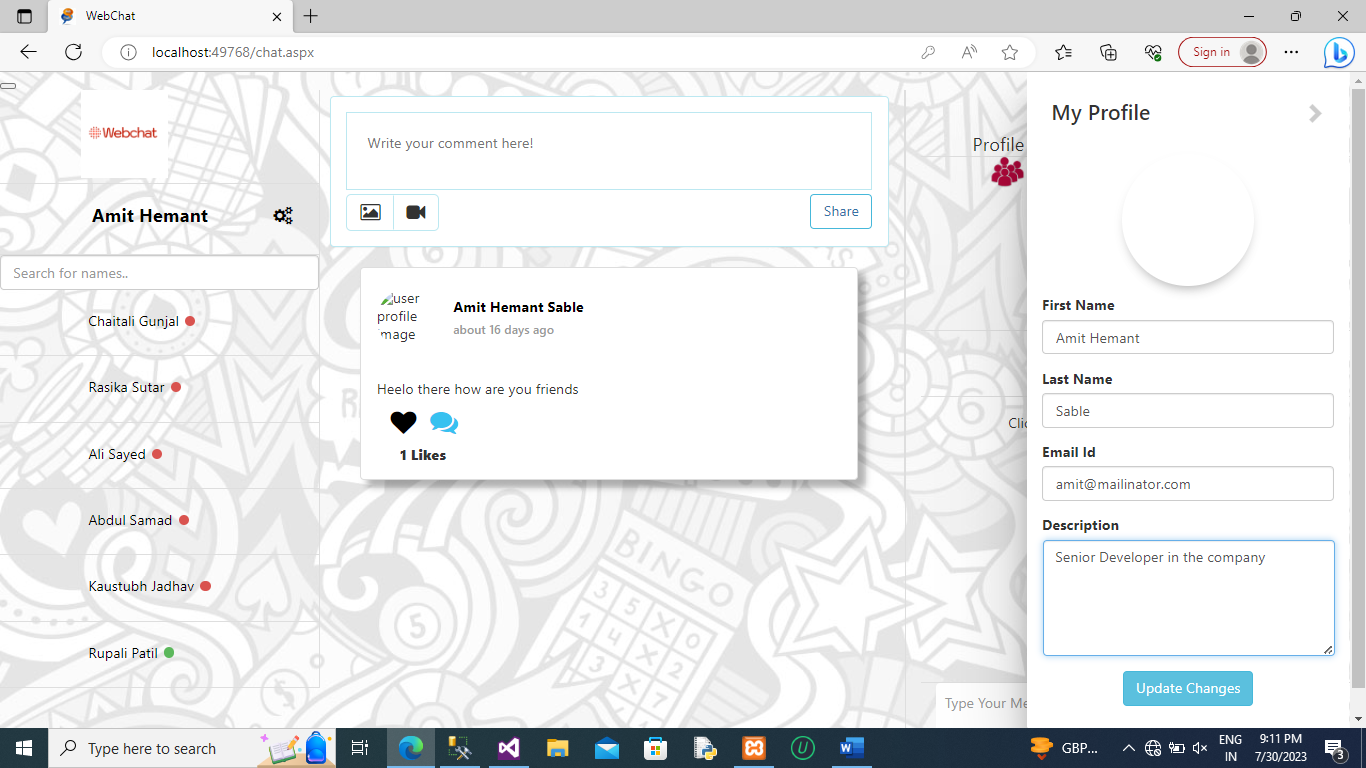 WebChat
localhost:49768/chat.aspx
Sign in
Webchat
Amit Hemant
Search for names..
Chaitali Gunjal
Rasika Sutar
Ali Sayed
Abdul Samad
Kaustubh Jadhav
Rupali Patil
Write your comment here!
Share
Amit Hemant Sable
user
profile
image
about 16 days ago
Heelo there how are you friends
1 Likes
BINGO
Profile
Type Your Me
My Profile
First Name
Amit Hemant
Last Name
Sable
Email Id
amit@mailinator.com
Description
Senior Developer in the company
Update Changes
Type here to search
GBP...
ENG
IN
9:11 PM
7/30/2023
3